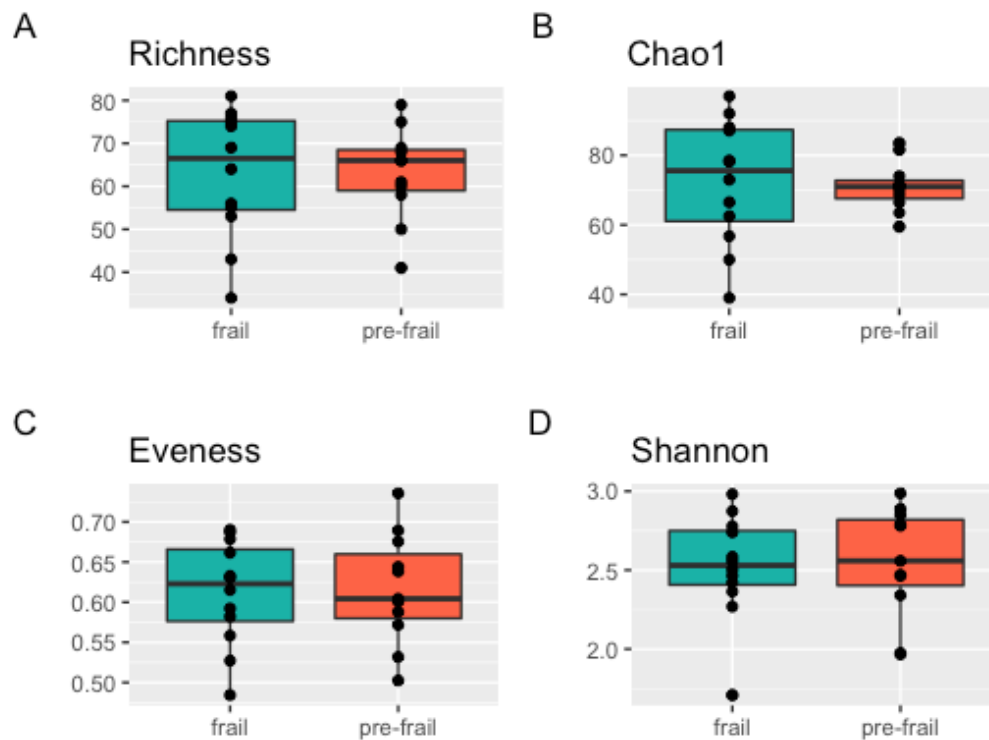 A
Richness
80
70
60
50
40
frail
pre-frail
B
Chao1
80
60
40
frail
pre-frail
C
Eveness
0.70
0.65
0.60
0.55
0.50
frail
pre-frail
D
Shannon
3.0
2.5
2.0
frail
pre-frail